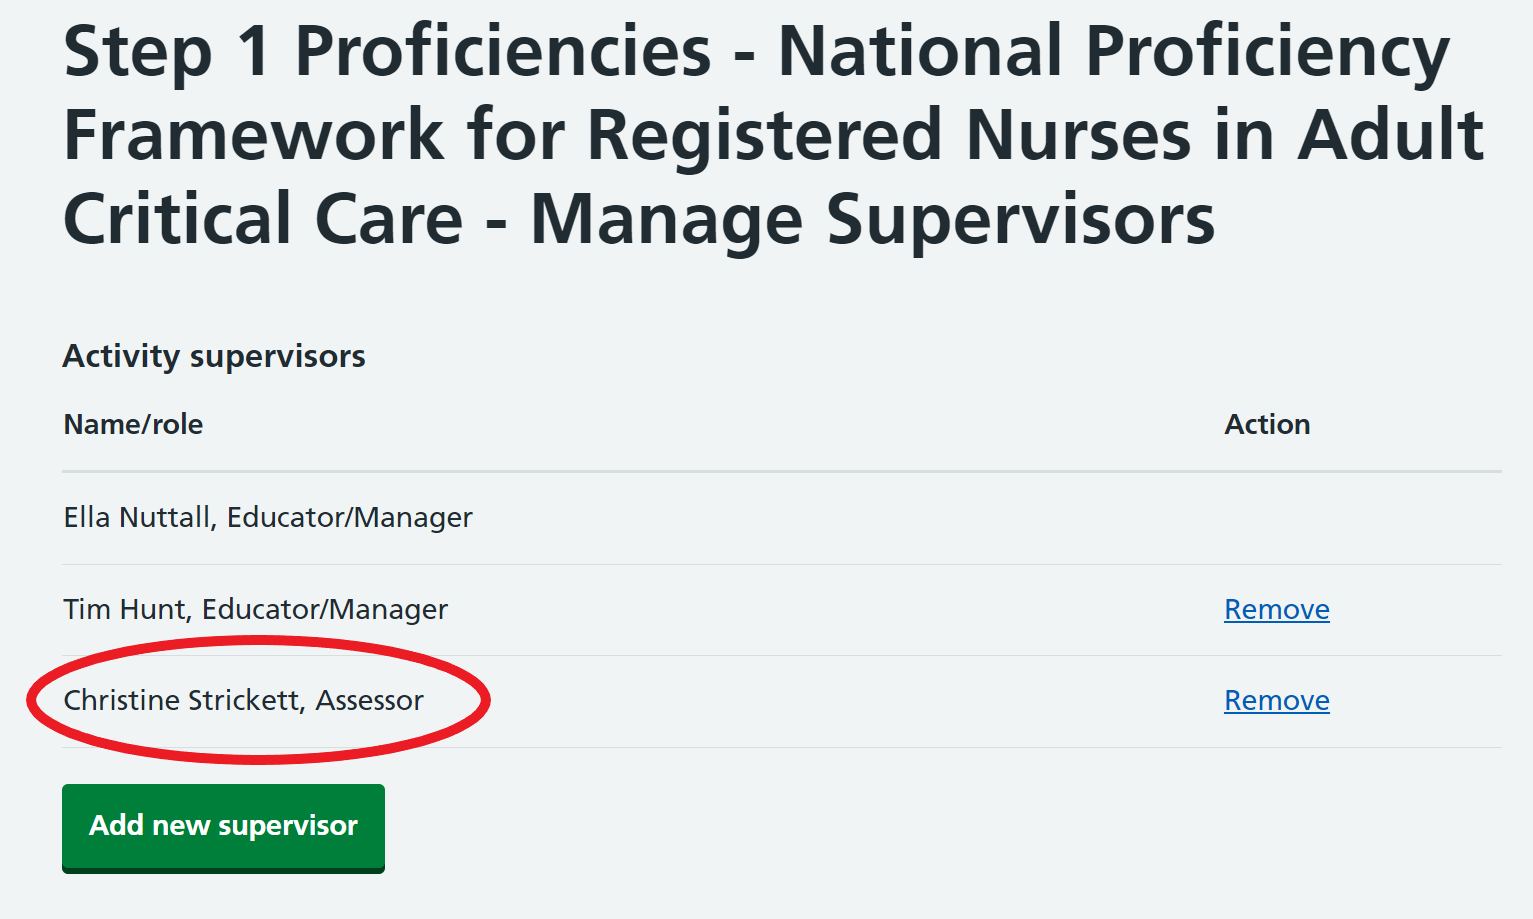 Step 1 Proficiencies - National Proficiency
Framework for Registered Nurses in Adult
Critical Care - Manage Supervisors
Activity supervisors
Name/role Action
Ella Nuttall, Educator/Manager
Tim Hunt, Educator/Manager Remove
Christine Strickett, Assessor Remove
Add new supervisor